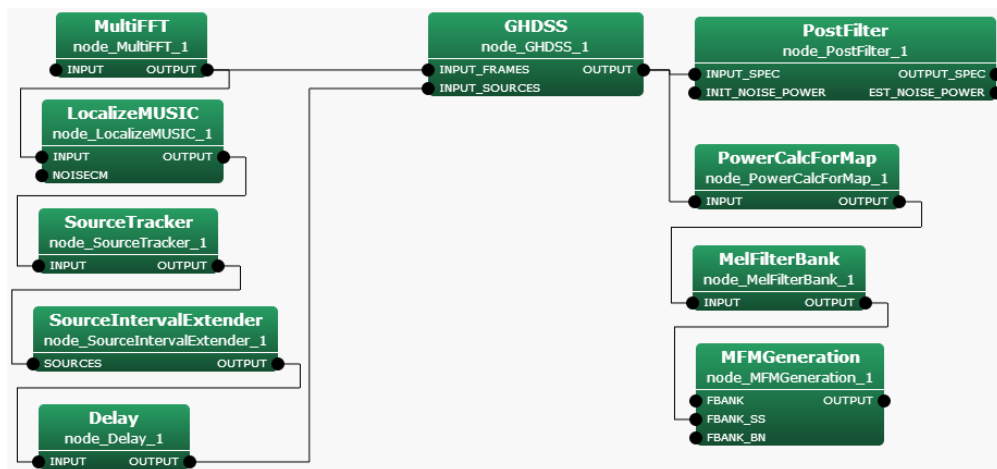 MultiFFT
node_MultiFFT_1
INPUT OUTPUT
LocalizeMUSIC
node_LocalizeMUSIC_1
INPUT OUTPUT
NOISECM
SourceTracker
node_SourceTracker_1
INPUT OUTPUT
SourceIntervalExtender
node_SourceIntervalExtender_1
SOURCES OUTPUT
Delay
node_Delay_1
INPUT OUTPUT
GHDSS
node_GHDSS_1
INPUT_FRAMES OUTPUT
INPUT_SOURCES
PostFilter
node_PostFilter_1
INPUT_SPEC OUTPUT_SPEC
INIT_NOISE_POWER EST_NOISE_POWER
PowerCalcForMap
node_PowerCalcForMap_1
INPUT OUTPUT
MelFilterBank
node_MelFilterBank_1
INPUT OUTPUT
MFMGeneration
node_MFMGeneration_1
FBANK OUTPUT
FBANK_SS
FBANK_BN